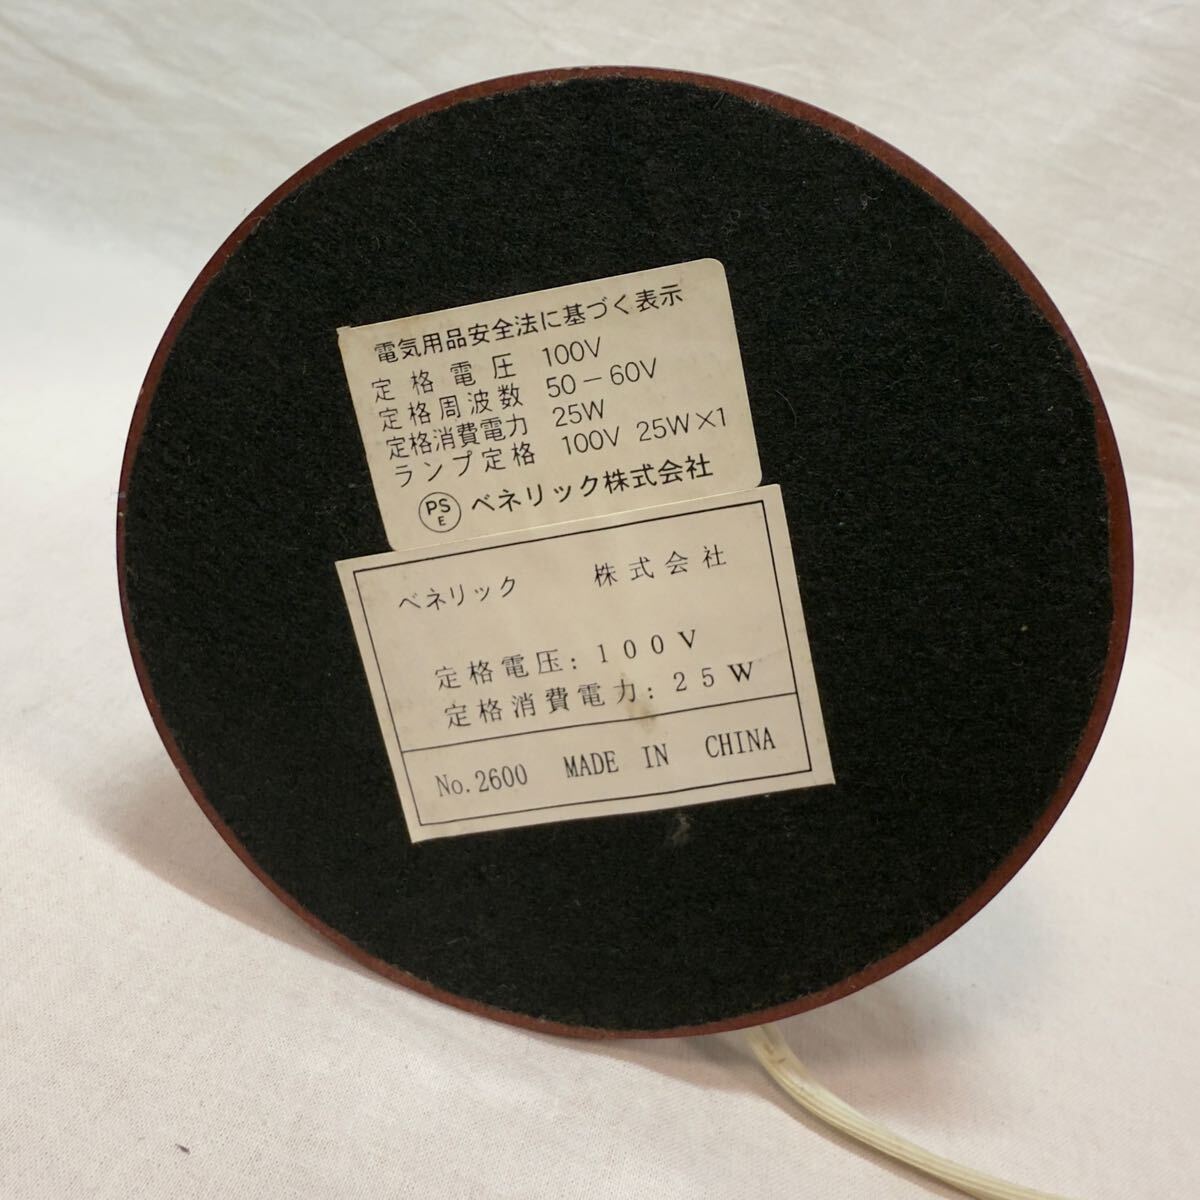 電気用品安全法に基づく表示
定格電圧 100V
定格周波数 50-60V
定格消費電力 25W
ランプ定格 100V 25W×1
PSE ベネリック株式会社
ベネリック 株式会社
定格電圧:100V
定格消費電力:25W
No.2600 MADE IN CHINA